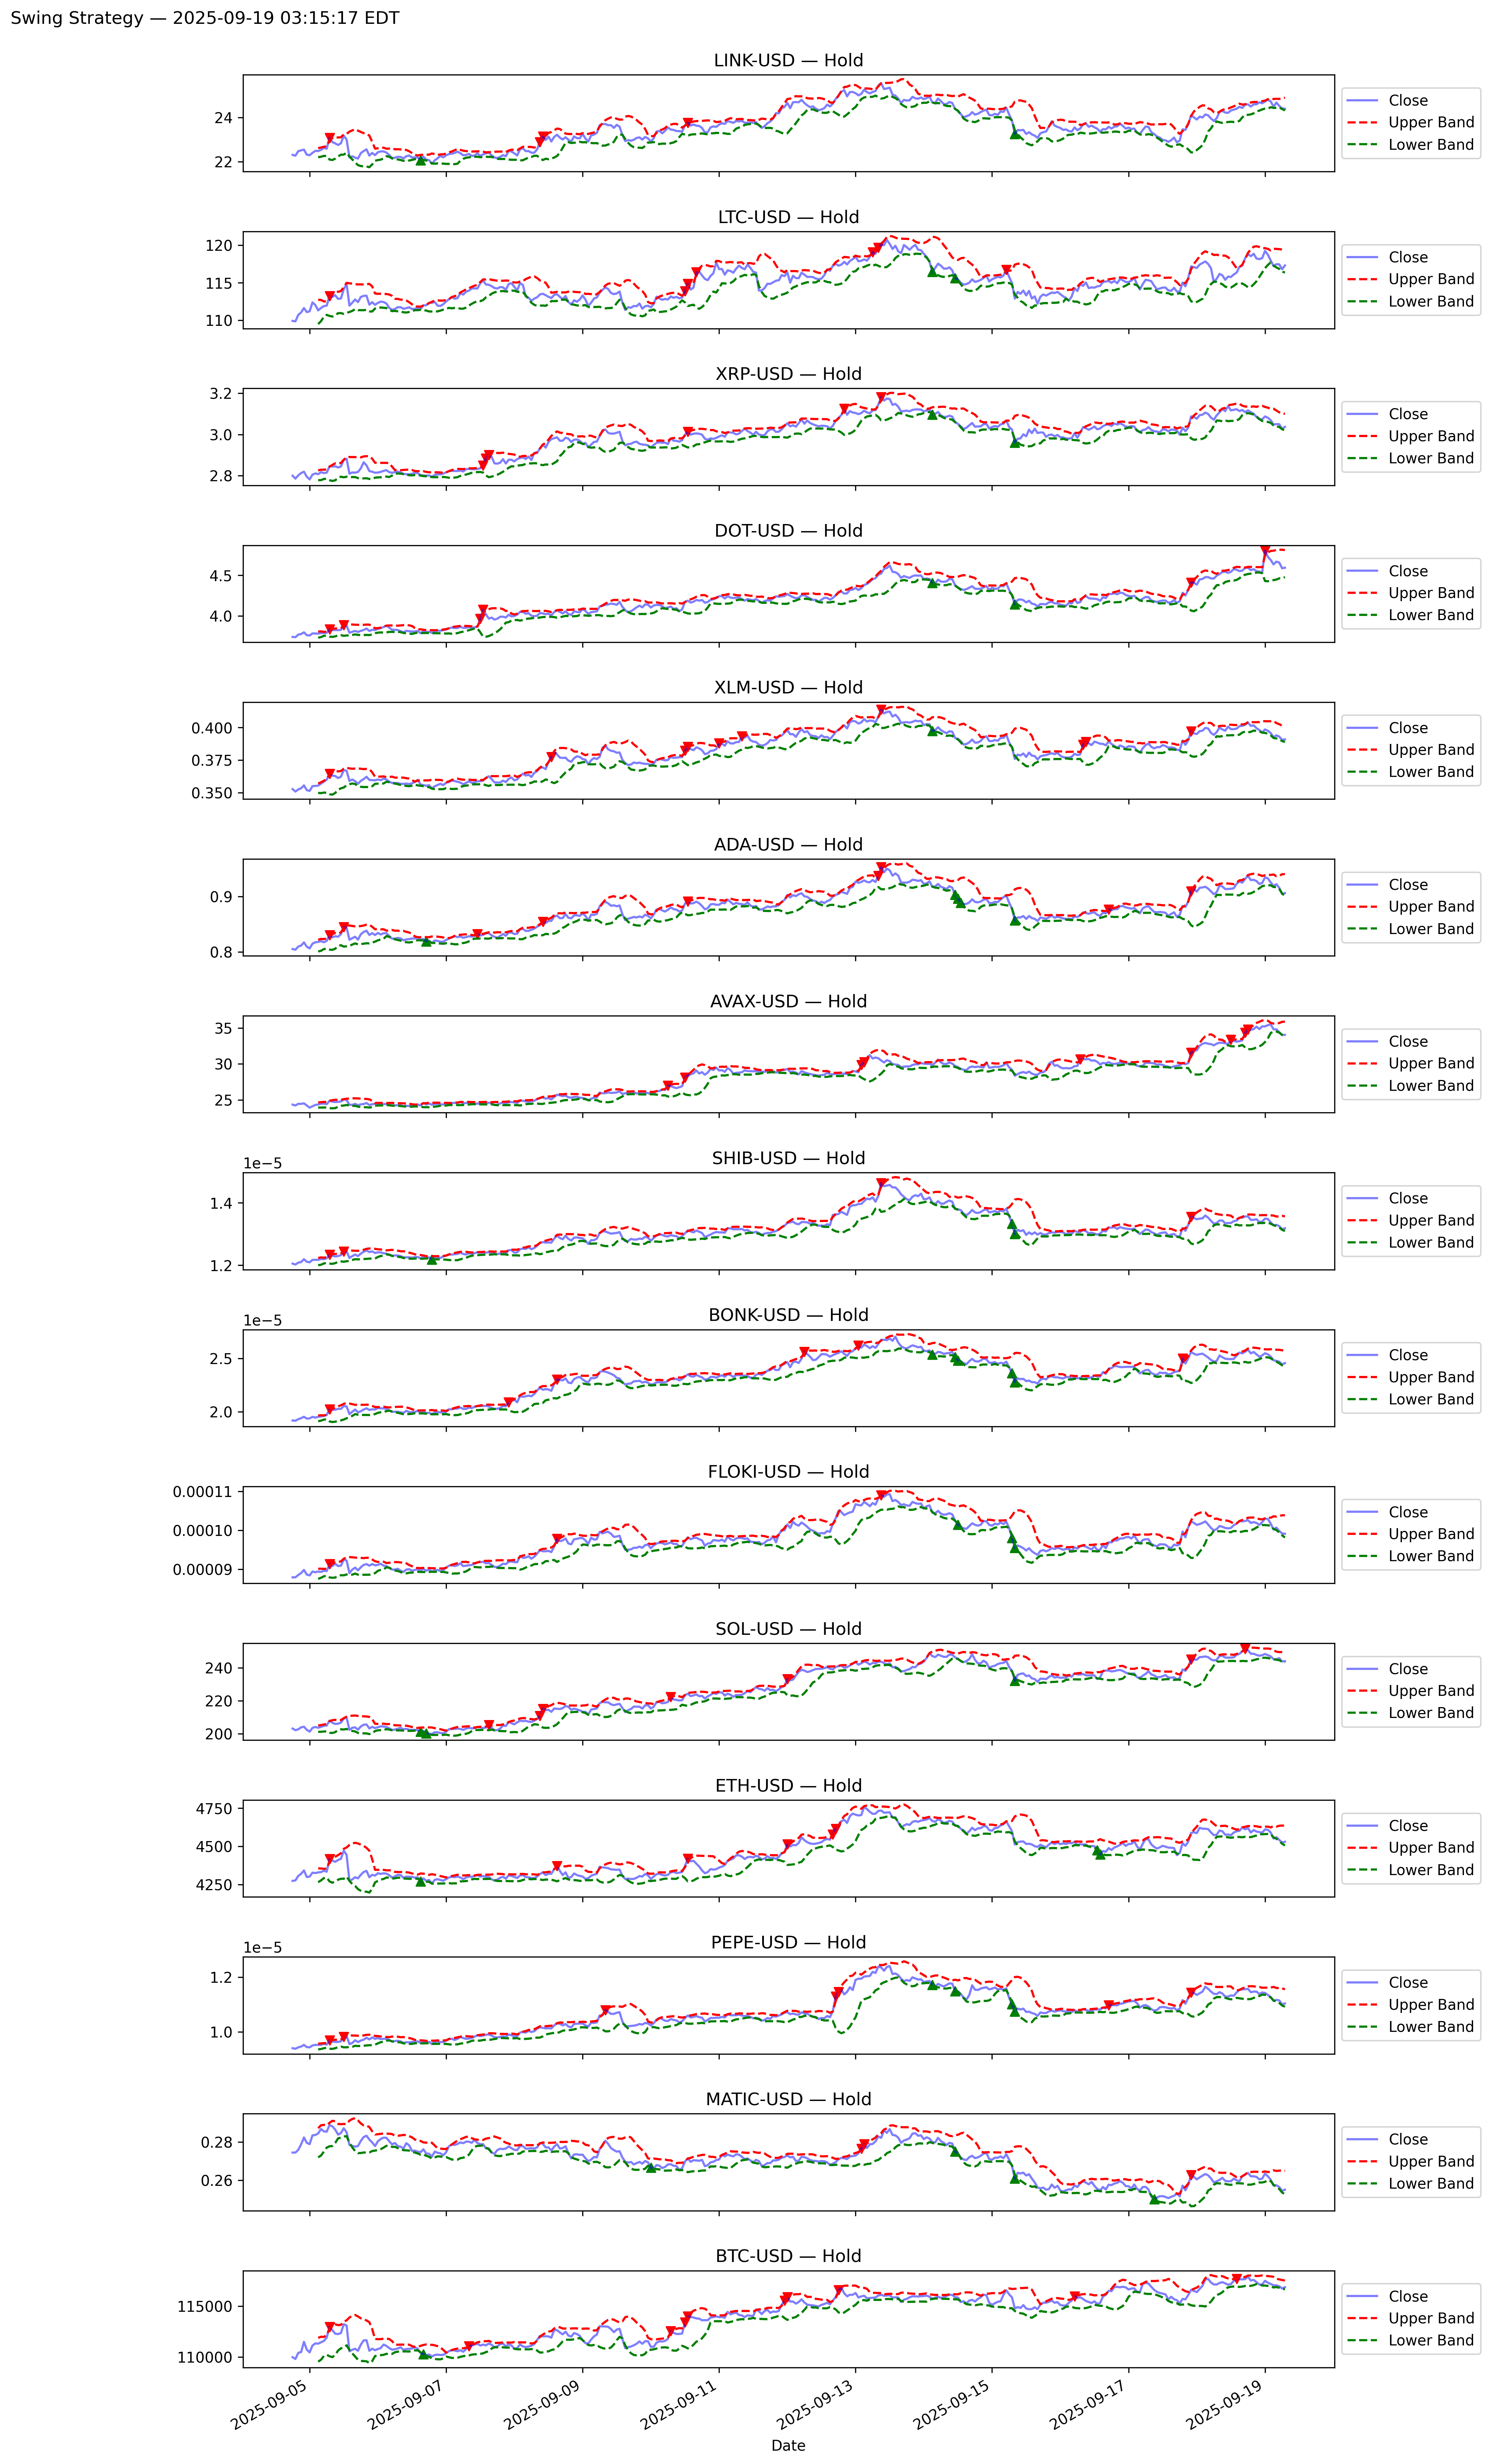 Swing Strategy — 2025-09-19 03:15:17 EDT
LINK-USD — Hold
24
22
Close
Upper Band
Lower Band
LTC-USD — Hold
120
115
110
Close
Upper Band
Lower Band
XRP-USD — Hold
3.2
3.0
2.8
Close
Upper Band
Lower Band
DOT-USD — Hold
4.5
4.0
Close
Upper Band
Lower Band
XLM-USD — Hold
0.400
0.375
0.350
Close
Upper Band
Lower Band
ADA-USD — Hold
0.9
0.8
Close
Upper Band
Lower Band
AVAX-USD — Hold
35
30
25
Close
Upper Band
Lower Band
SHIB-USD — Hold
1e−5
1.4
1.2
Close
Upper Band
Lower Band
BONK-USD — Hold
1e−5
2.5
2.0
Close
Upper Band
Lower Band
FLOKI-USD — Hold
0.00011
0.00010
0.00009
Close
Upper Band
Lower Band
SOL-USD — Hold
240
220
200
Close
Upper Band
Lower Band
ETH-USD — Hold
4750
4500
4250
Close
Upper Band
Lower Band
PEPE-USD — Hold
1e−5
1.2
1.0
Close
Upper Band
Lower Band
MATIC-USD — Hold
0.28
0.26
Close
Upper Band
Lower Band
BTC-USD — Hold
115000
110000
Close
Upper Band
Lower Band
2025-09-05
2025-09-07
2025-09-09
2025-09-11
2025-09-13
2025-09-15
2025-09-17
2025-09-19
Date